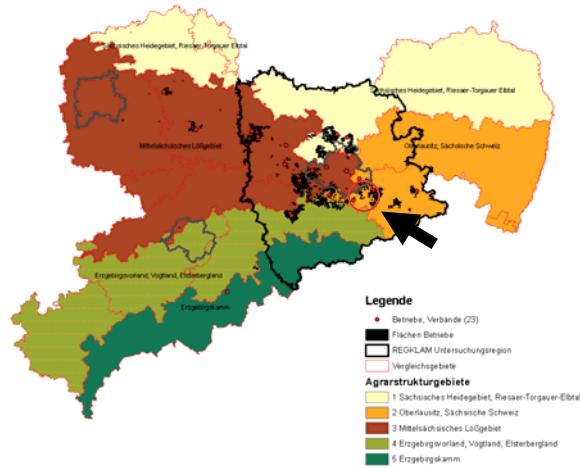 Sächsisches Heidegebiet, Riesaer-Torgauer Elbtal
Sächsisches Heidegebiet, Riesaer-Torgauer Elbtal
Mittelsächsisches Lößgebiet
Oberlausitz, Sächsische Schweiz
Erzgebirgsvorland, Vogtland, Elsterbergland
Erzgebirgskamm
Legende
Betriebe, Verbände (23)
Flächen Betriebe
REGKLAM Untersuchungsregion
Vergleichsgebiete
Agrarstrukturgebiete
1 Sächsisches Heidegebiet, Riesaer-Torgauer-Elbtal
2 Oberlausitz, Sächsische Schweiz
3 Mittelsächsisches Lößgebiet
4 Erzgebirgsvorland, Vogtland, Elsterbergland
5 Erzgebirgskamm